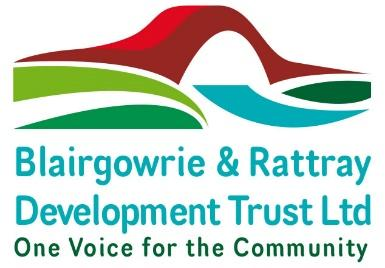 Blairgowrie & Rattray
Development Trust Ltd
One Voice for the Community